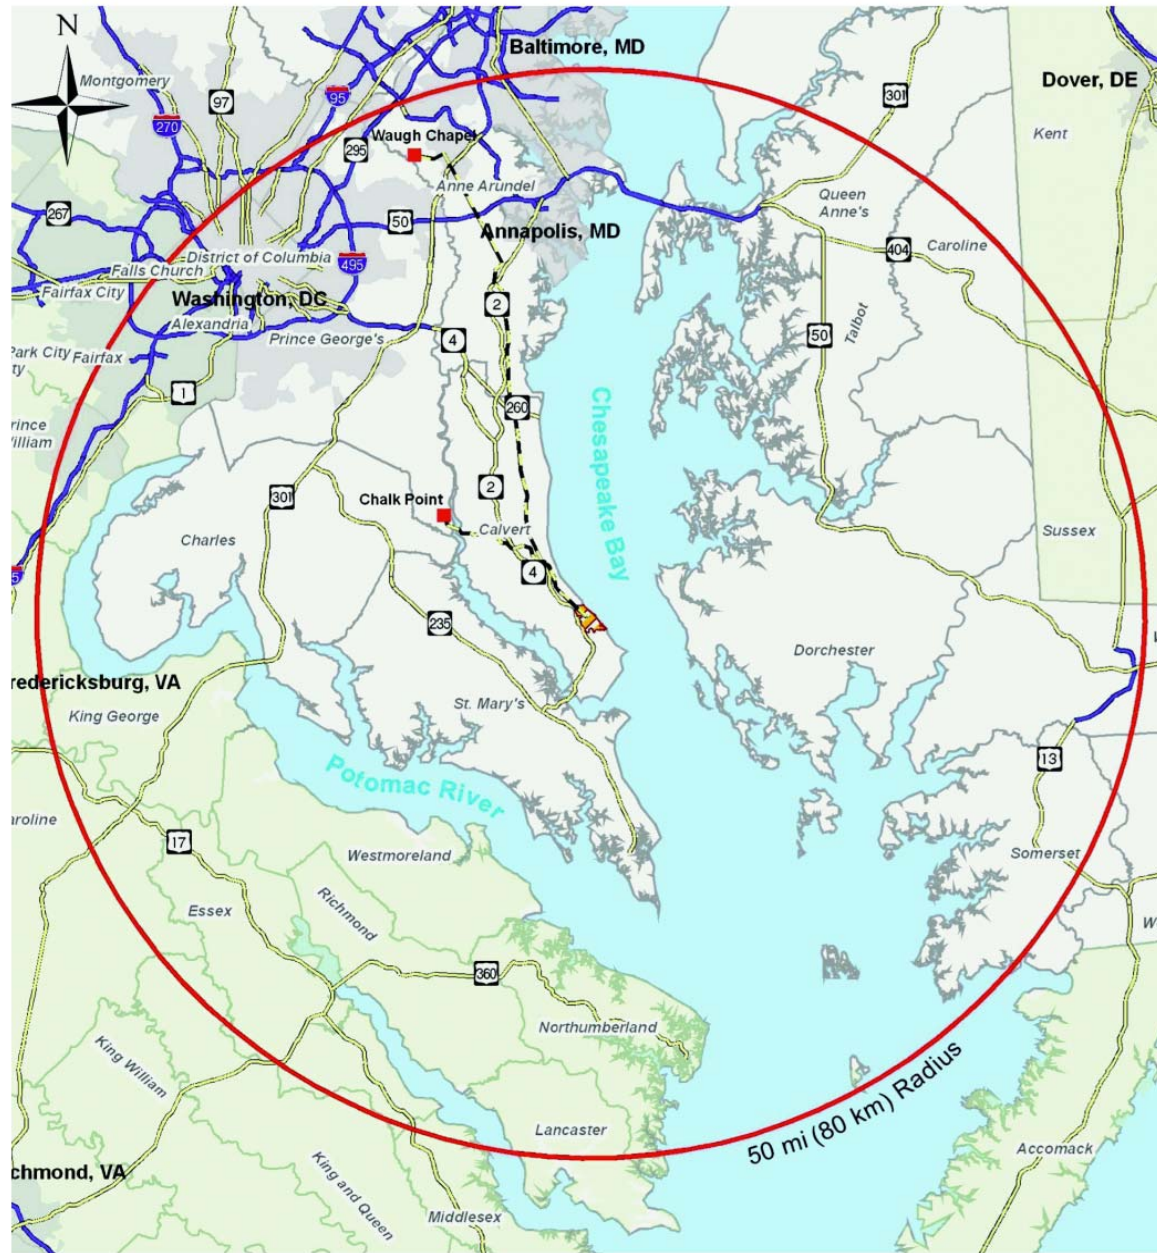 N
Baltimore, MD
Montgomery
Dover, DE
97
95
301
270
Waugh Chapel
Kent
295
Anne Arundel
Queen
Anne's
267
50
Annapolis, MD
404
Caroline
District of Columbia
495
Falls Church
Fairfax City
Washington, DC
2
Alexandria
Prince George's
4
50
Talbot
Park City
Fairfax
ty
1
260
Chesapeake Bay
rince
William
2
301
Chalk Point
Calvert
Sussex
Charles
4
5
235
Dorchester
redericksburg, VA
St. Mary's
King George
13
Potomac River
aroline
17
Westmoreland
Somerset
Richmond
Essex
W
360
Northumberland
King William
50 mi (80 km) Radius
Lancaster
Accomack
chmond, VA
King and Queen
Middlesex